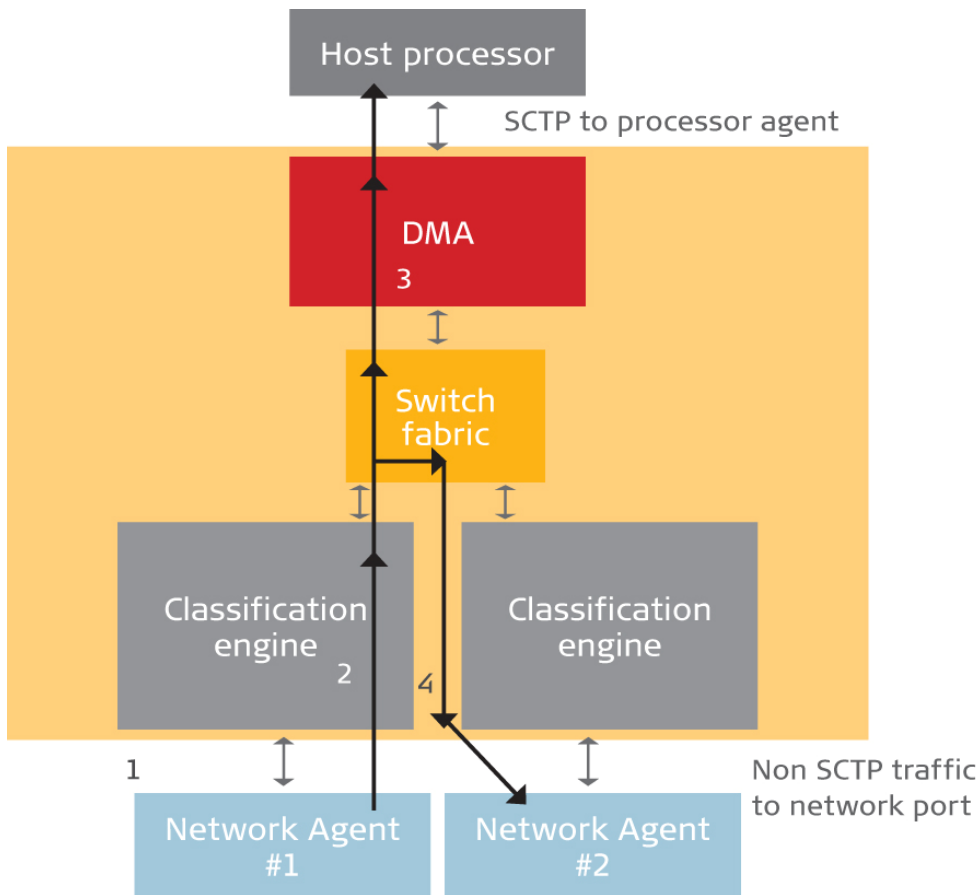 Host processor
SCTP to processor agent
DMA
3
Switch
fabric
Classification
engine
2
4
Classification
engine
1
Non SCTP traffic
to network port
Network Agent
#1
Network Agent
#2